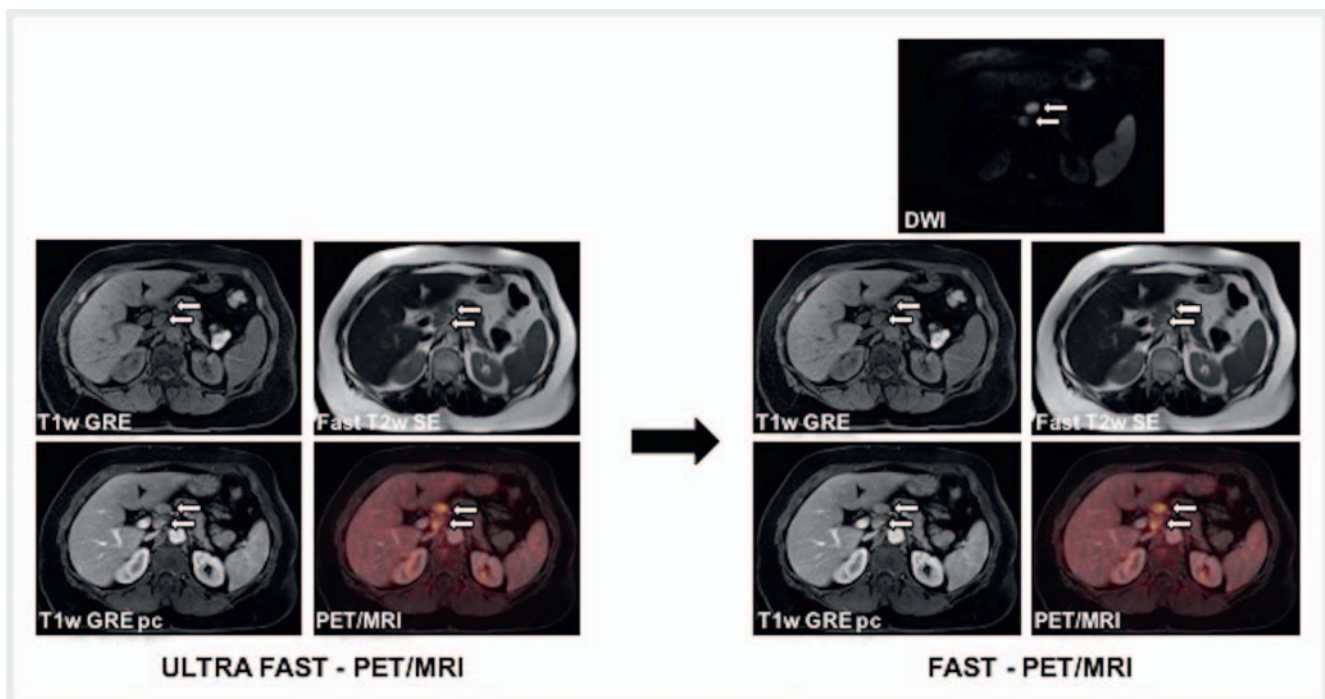 DWI
T1w GRE
Fast T2w SE
T1w GRE
Fast T2w SE
T1w GRE pc
PET/MRI
T1w GRE pc
PET/MRI
ULTRA FAST - PET/MRI
FAST - PET/MRI